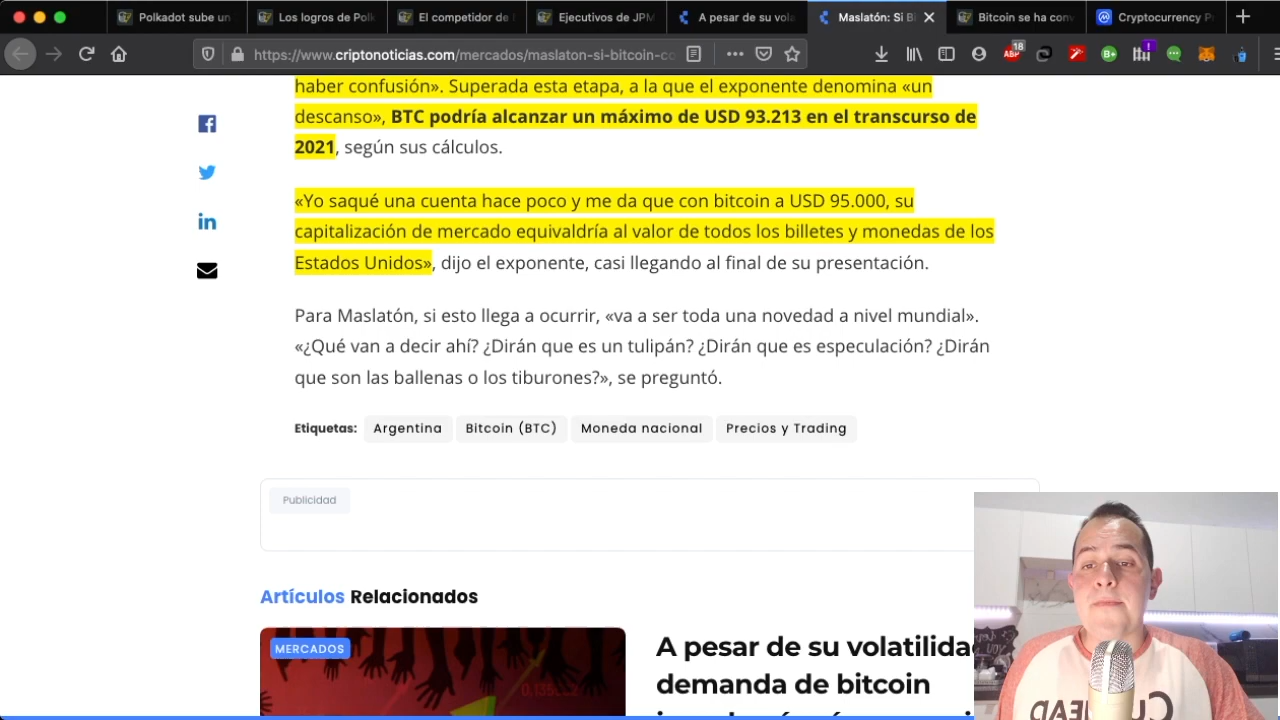 Polkadot sube un
Los logros de Polk
El competidor de
Ejecutivos de JPM
A pesar de su vola
Maslatón: Si Bi
Bitcoin se ha conv
Cryptocurrency Pr
https://www.criptonoticias.com/mercados/maslaton-si-bitcoin-co
ABP
18
haber confusión». Superada esta etapa, a la que el exponente denomina «un
descanso», BTC podría alcanzar un máximo de USD 93.213 en el transcurso de
2021, según sus cálculos.
«Yo saqué una cuenta hace poco y me da que con bitcoin a USD 95.000, su
capitalización de mercado equivaldría al valor de todos los billetes y monedas de los
Estados Unidos», dijo el exponente, casi llegando al final de su presentación.
Para Maslatón, si esto llega a ocurrir, «va a ser toda una novedad a nivel mundial».
«¿Qué van a decir ahí? ¿Dirán que es un tulipán? ¿Dirán que es especulación? ¿Dirán
que son las ballenas o los tiburones?», se preguntó.
Etiquetas: Argentina Bitcoin (BTC) Moneda nacional Precios y Trading
Publicidad
Artículos Relacionados
MERCADOS
A pesar de su volatilida
demanda de bitcoin